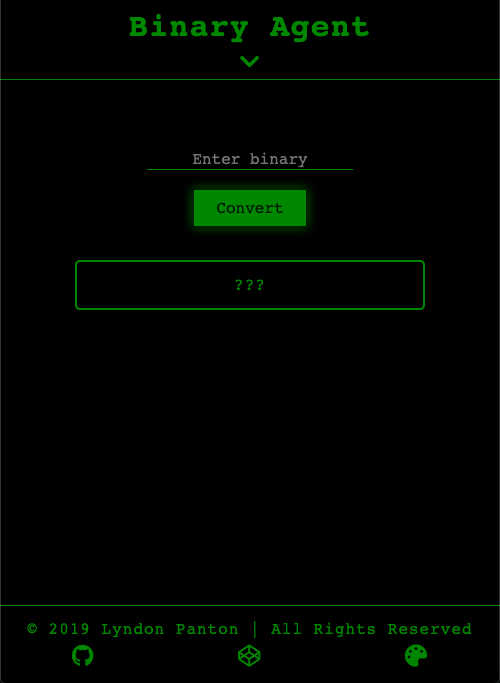 Binary Agent
Enter binary
Convert
???
© 2019 Lyndon Panton | All Rights Reserved